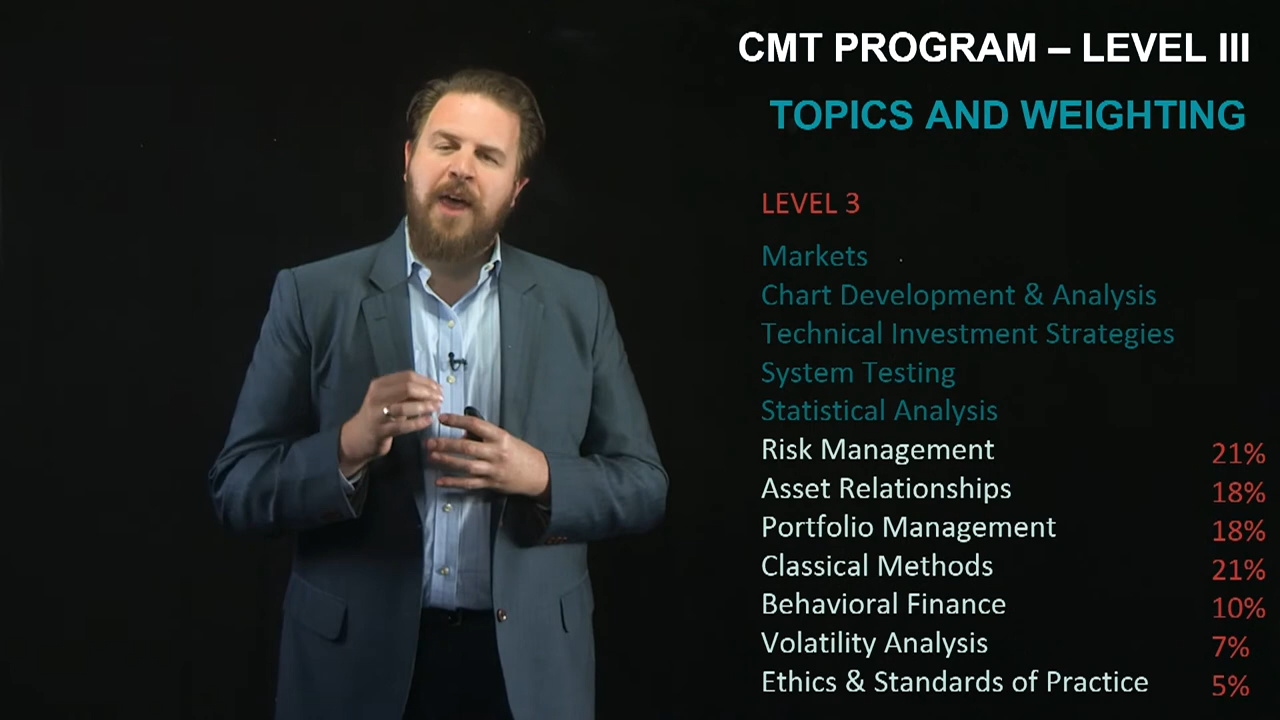 CMT PROGRAM – LEVEL III
TOPICS AND WEIGHTING
LEVEL 3
Markets
Chart Development & Analysis
Technical Investment Strategies
System Testing
Statistical Analysis
Risk Management 21%
Asset Relationships 18%
Portfolio Management 18%
Classical Methods 21%
Behavioral Finance 10%
Volatility Analysis 7%
Ethics & Standards of Practice 5%